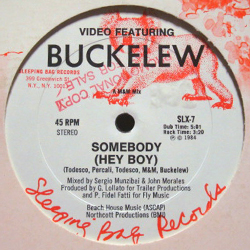 VIDEO FEATURING
BUCKELEW
A M&M MIX
SLEEPING BAG RECORDS
N.Y., N.Y. 10013
SLX-7
Dub Time: 5:01
Rock Time: 3:20
℗ © 1984
45 RPM
STEREO
SOMEBODY
(HEY BOY)
(Todesco, Percali, Todesco, M&M, Buckelew)
Mixed by Sergio Munzibai & John Morales
Produced by G. Lollato for Trailer Productions
and P. Fidel Fatti for Fly Music
Beach House Music (ASCAP)
Northcott Productions (BMI)
Sleeping Bag Records